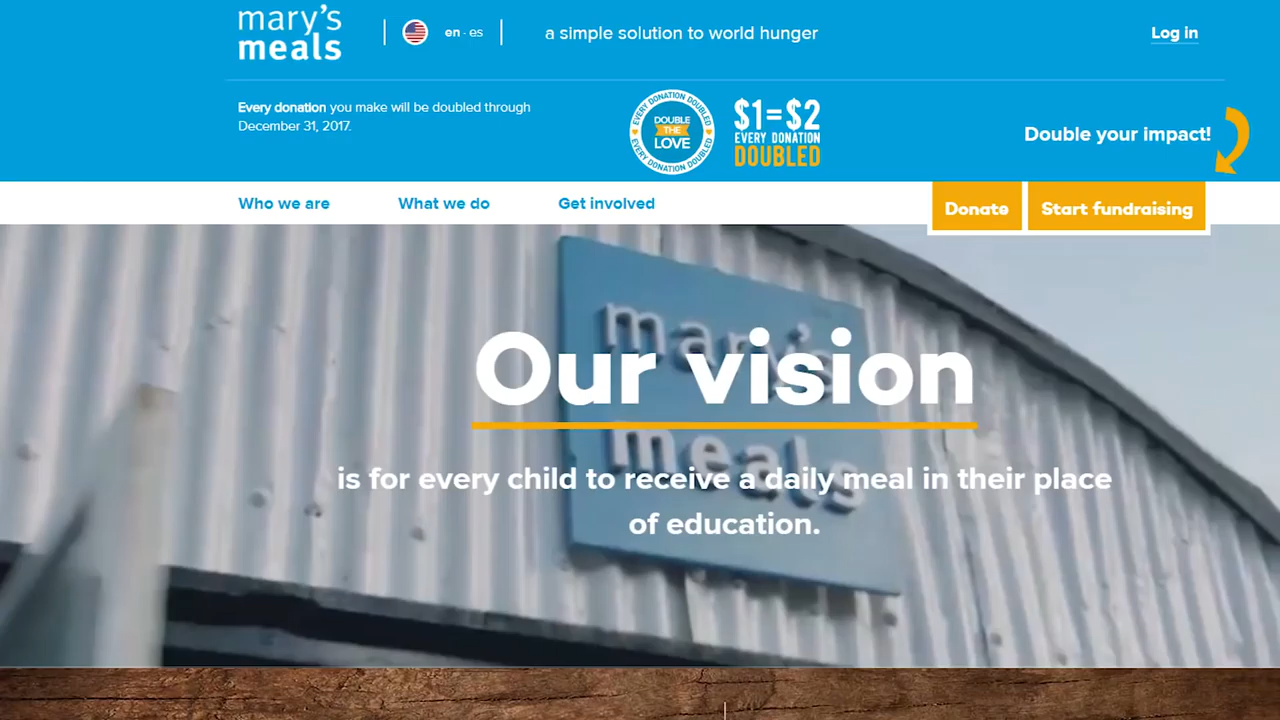 mary's
meals
en - es
a simple solution to world hunger
Log in
Every donation you make will be doubled through
December 31, 2017.
EVERY DONATION DOUBLED
DOUBLE
THE
LOVE
EVERY DONATION DOUBLED
$1=$2
EVERY DONATION
DOUBLED
Double your impact!
Who we are
What we do
Get involved
Donate
Start fundraising
mary's
meals
Our vision
is for every child to receive a daily meal in their place
of education.